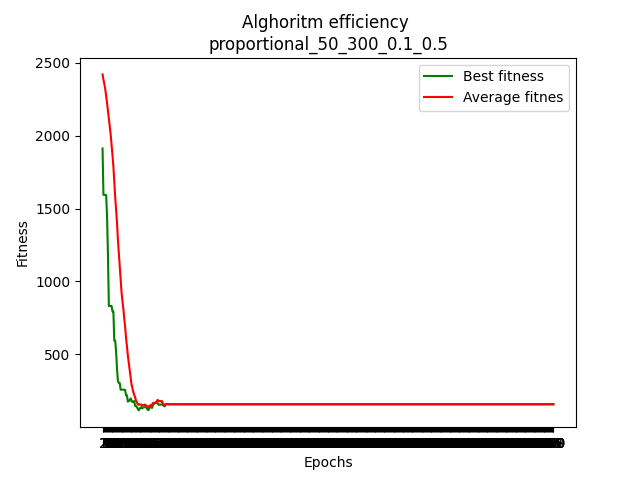 Alghoritm efficiency
proportional_50_300_0.1_0.5
2500
2000
1500
1000
500
Fitness
Best fitness
Average fitnes
Epochs